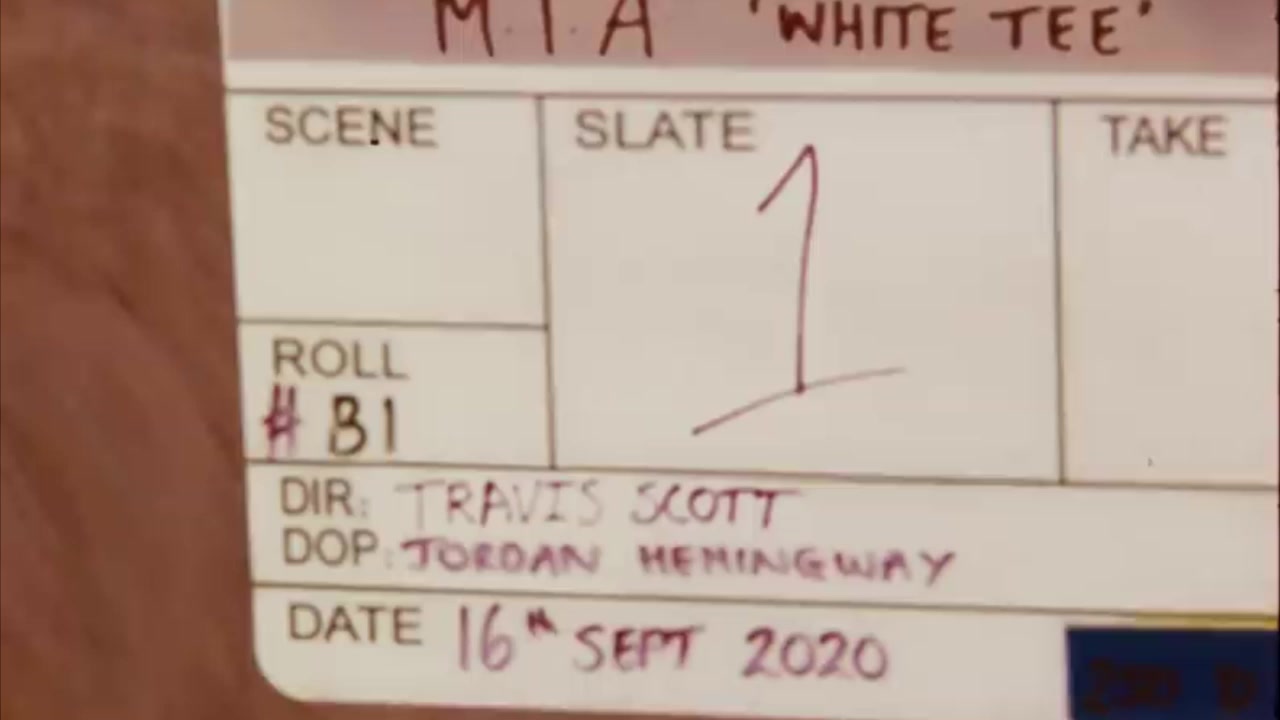 M.I.A 'WHITE TEE'
SCENE
SLATE
TAKE
1
ROLL
# B1
DIR: TRAVIS SCOTT
DOP: JORDAN HEMINGWAY
DATE 16TH SEPT 2020